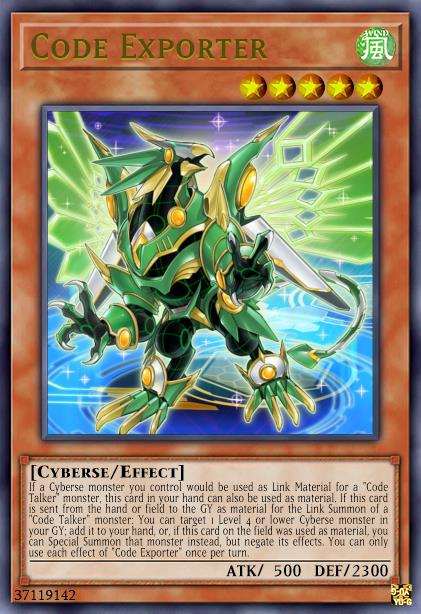 CODE EXPORTER
WIND
風
[CYBERSE/EFFECT]
If a Cyberse monster you control would be used as Link Material for a "Code
Talker" monster, this card in your hand can also be used as material. If this card
is sent from the hand or field to the GY as material for the Link Summon of a
"Code Talker" monster: You can target 1 Level 4 or lower Cyberse monster in
your GY; add it to your hand, or, if this card on the field was used as material, you
can Special Summon that monster instead, but negate its effects. You can only
use each effect of "Code Exporter" once per turn.
ATK/ 500 DEF/2300
37119142